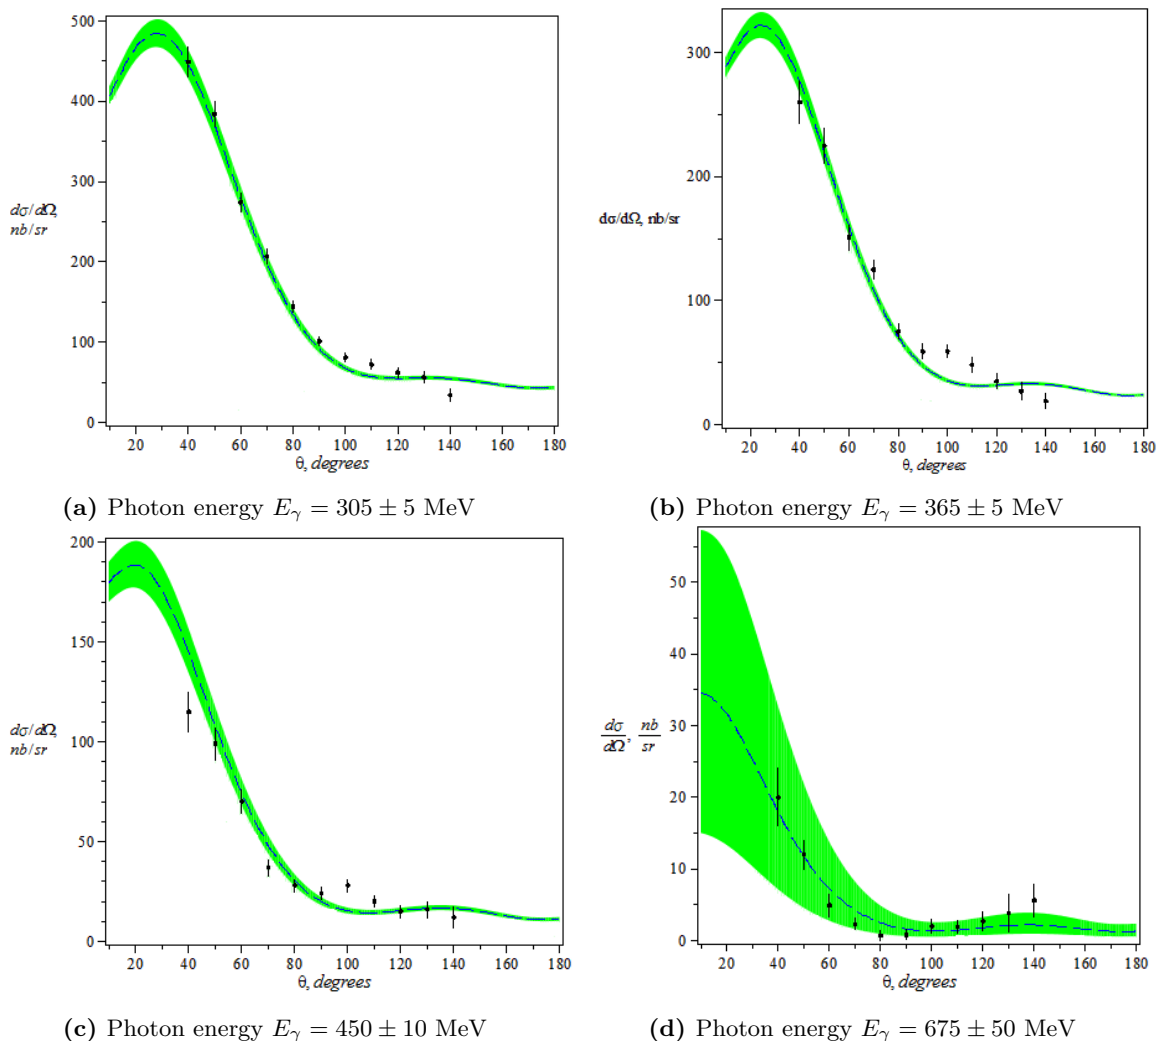 500
400
300
200
100
0
dσ/dΩ,
nb/sr
20 40 60 80 100 120 140 160 180
θ, degrees
(a) Photon energy Eγ = 305 ± 5 MeV
300
200
100
0
dσ/dΩ, nb/sr
20 40 60 80 100 120 140 160 180
θ, degrees
(b) Photon energy Eγ = 365 ± 5 MeV
200
150
100
50
0
dσ/dΩ,
nb/sr
20 40 60 80 100 120 140 160 180
θ, degrees
(c) Photon energy Eγ = 450 ± 10 MeV
50
40
30
20
10
0
dσ/dΩ, nb/sr
20 40 60 80 100 120 140 160 180
θ, degrees
(d) Photon energy Eγ = 675 ± 50 MeV